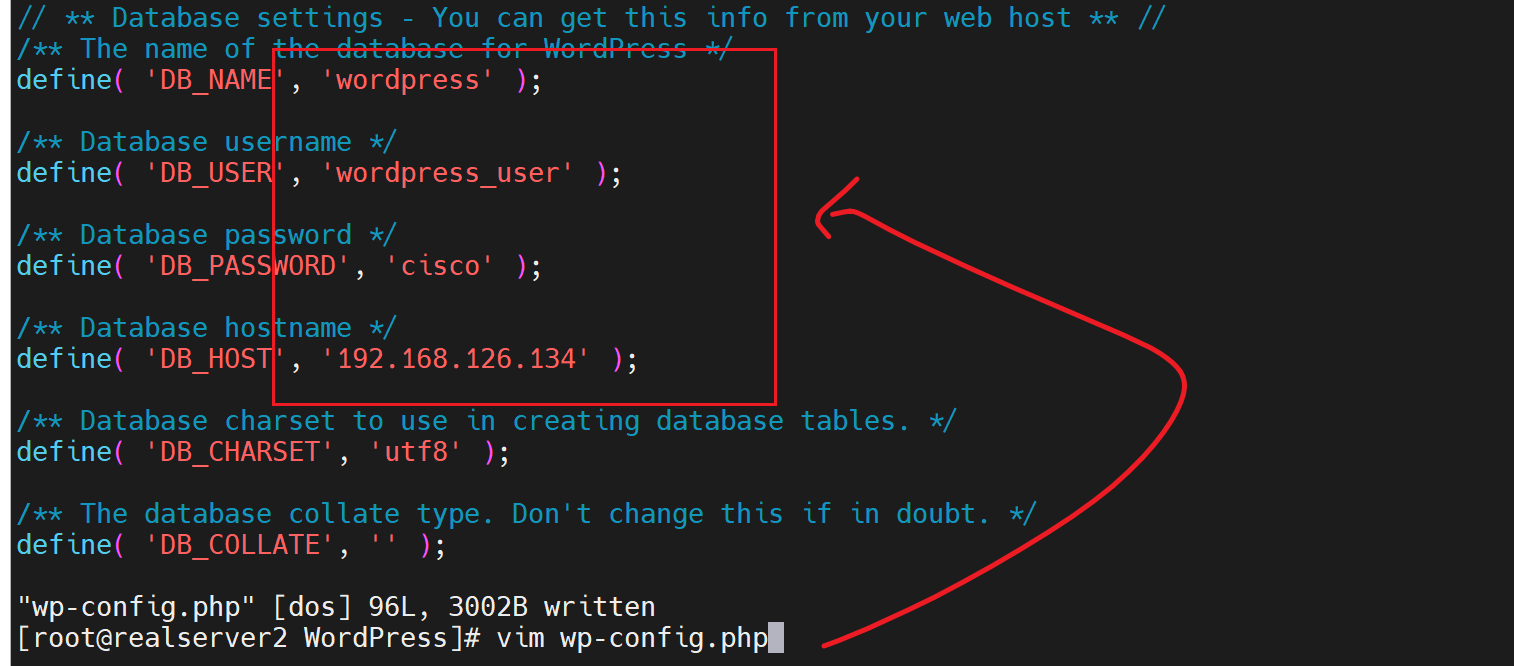 // ** Database settings - You can get this info from your web host ** //
/** The name of the database for WordPress */
define( 'DB_NAME', 'wordpress' );
/** Database username */
define( 'DB_USER', 'wordpress_user' );
/** Database password */
define( 'DB_PASSWORD', 'cisco' );
/** Database hostname */
define( 'DB_HOST', '192.168.126.134' );
/** Database charset to use in creating database tables. */
define( 'DB_CHARSET', 'utf8' );
/** The database collate type. Don't change this if in doubt. */
define( 'DB_COLLATE', '' );
"wp-config.php" [dos] 96L, 3002B written
[root@realserver2 WordPress]# vim wp-config.php